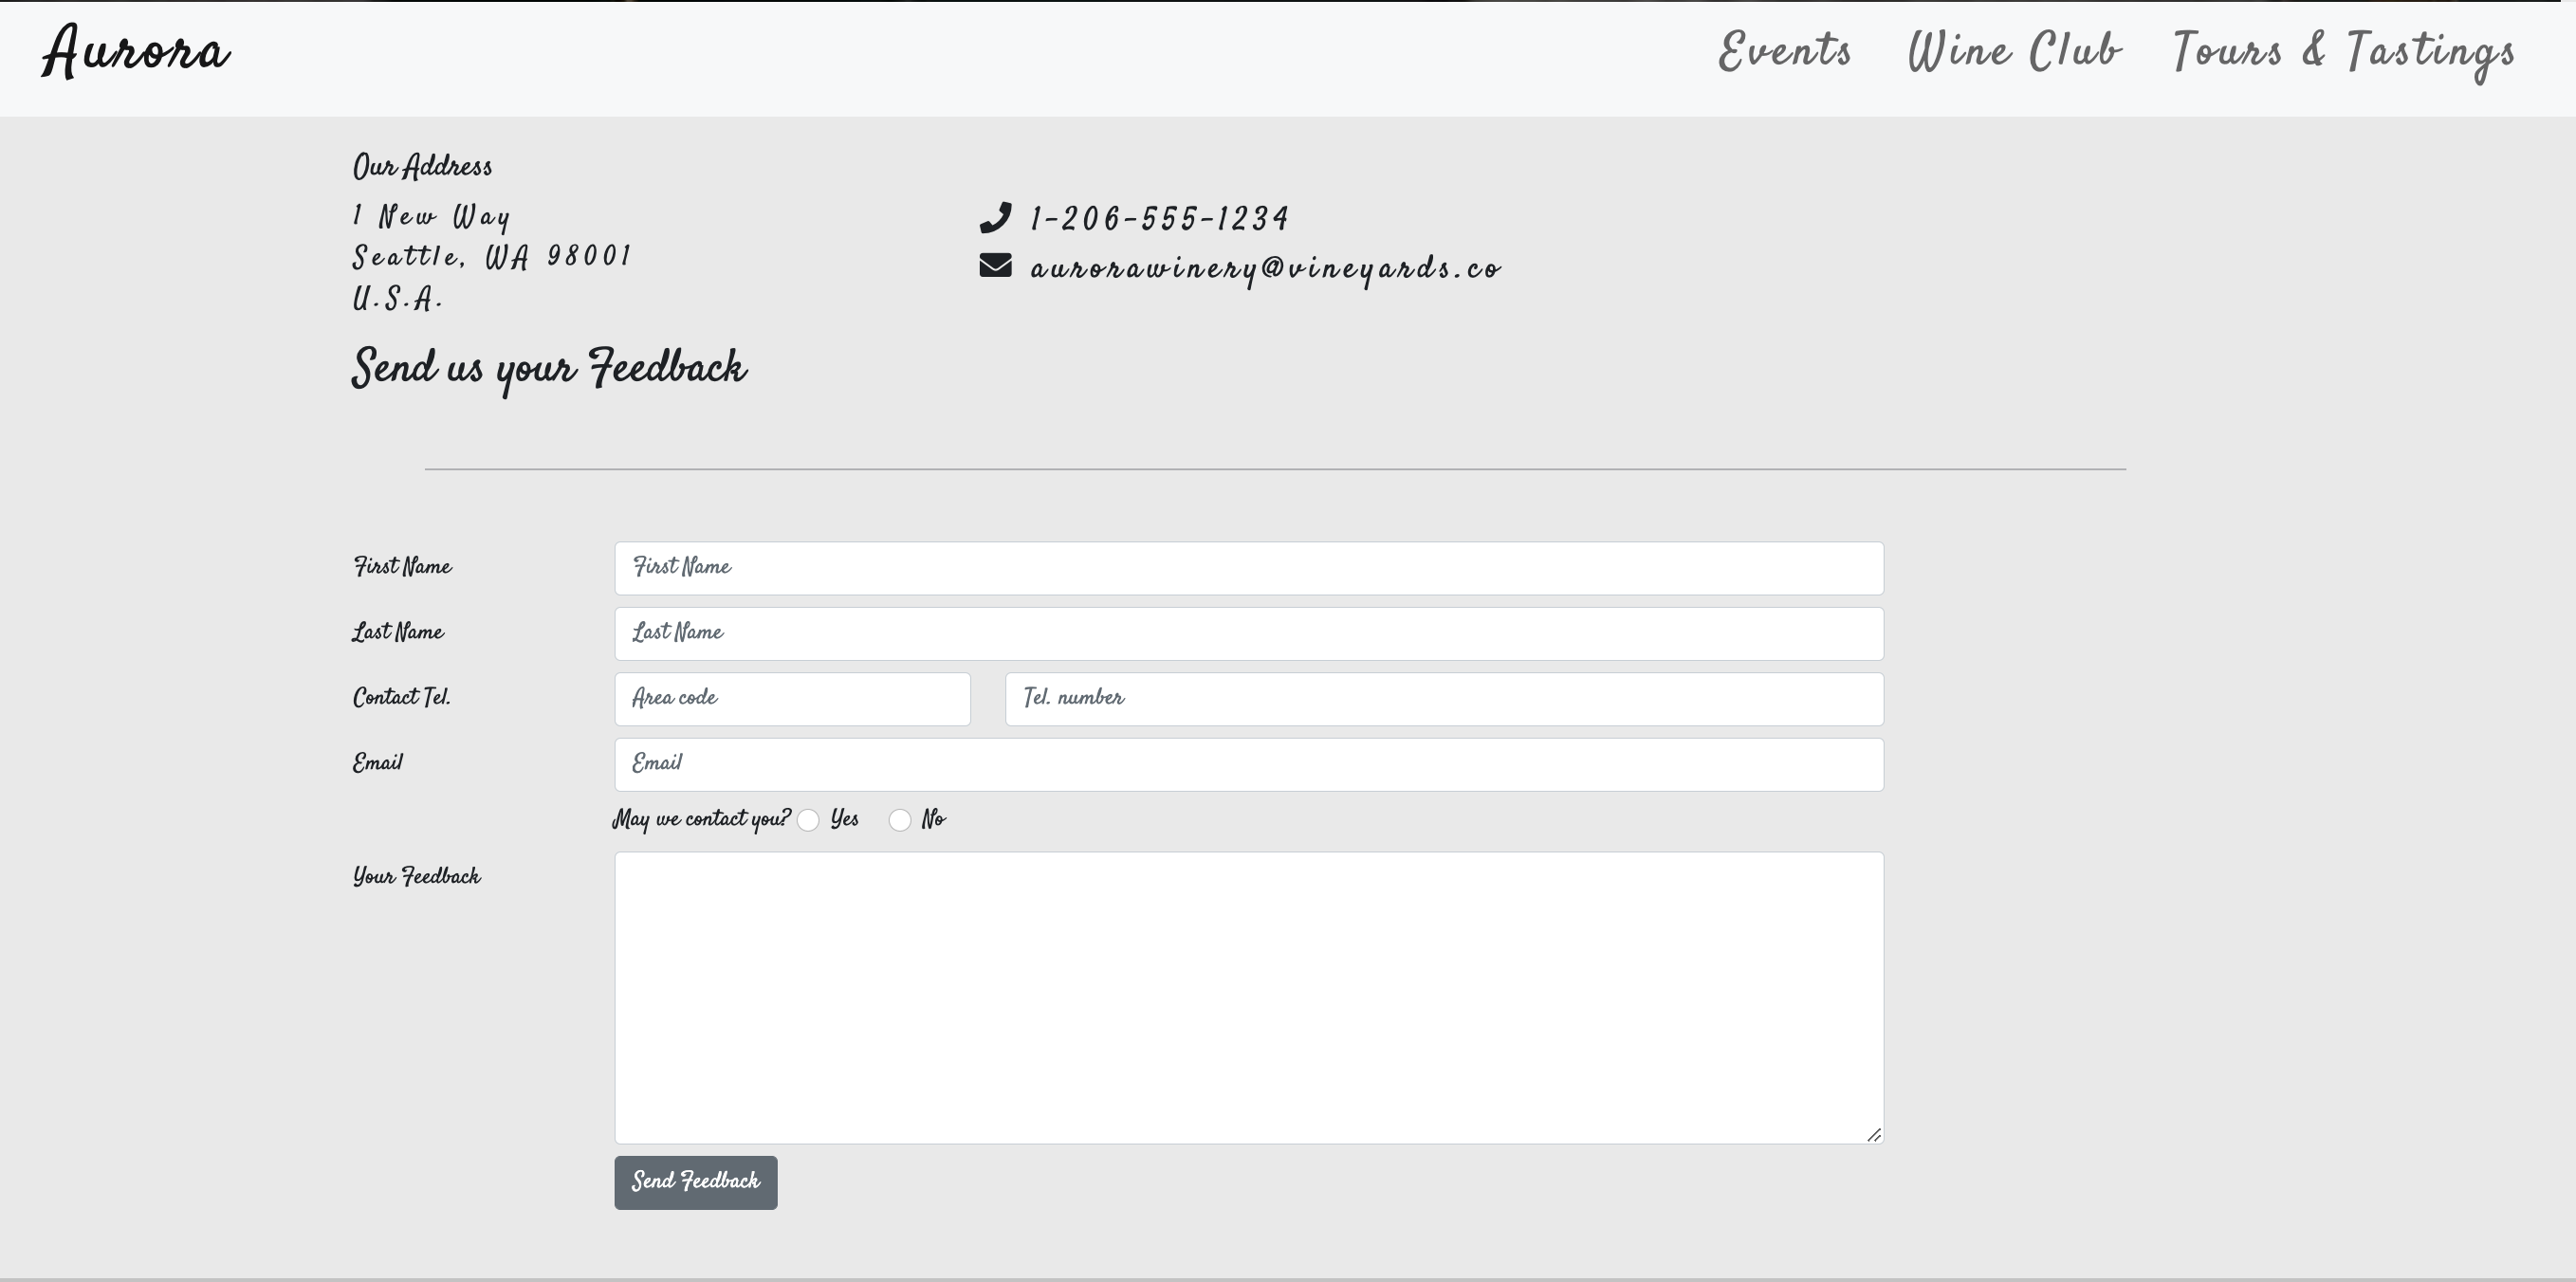 Aurora
Events Wine Club Tours & Tastings
Our Address
1 New Way
Seattle, WA 98001
U.S.A.
1-206-555-1234
aurorawinery@vineyards.co
Send us your Feedback
First Name First Name
Last Name Last Name
Contact Tel. Area code Tel. number
Email Email
May we contact you? Yes No
Your Feedback
Send Feedback